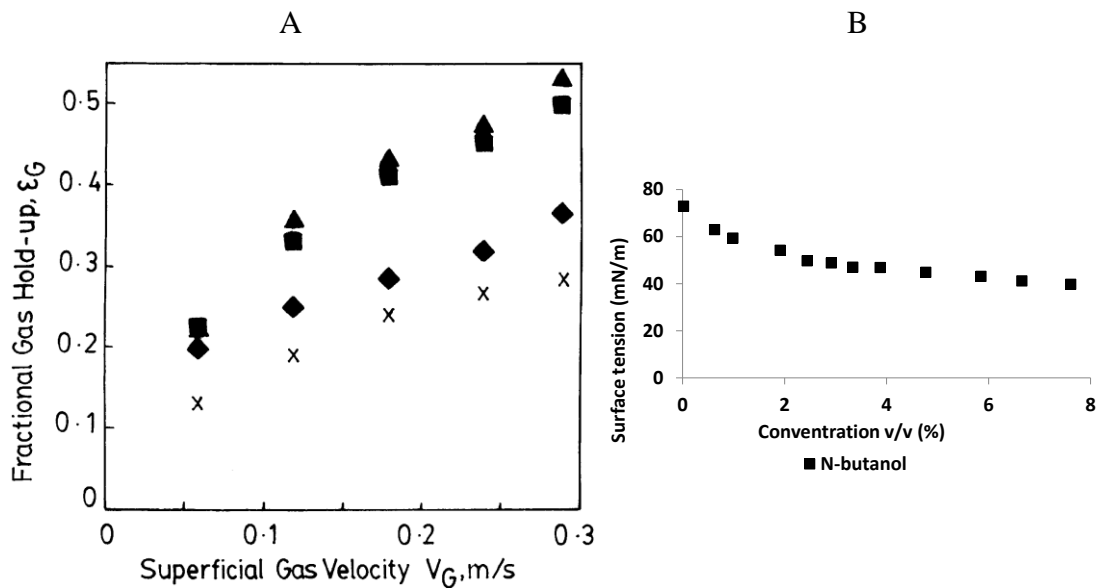 A
B
0·5
0·4
0·3
0·2
0·1
0
Fractional Gas Hold-up, ɛG
0
0·1
0·2
0·3
Superficial Gas Velocity VG, m/s
80
60
40
20
0
Surface tension (mN/m)
0
2
4
6
8
Conventration v/v (%)
N-butanol